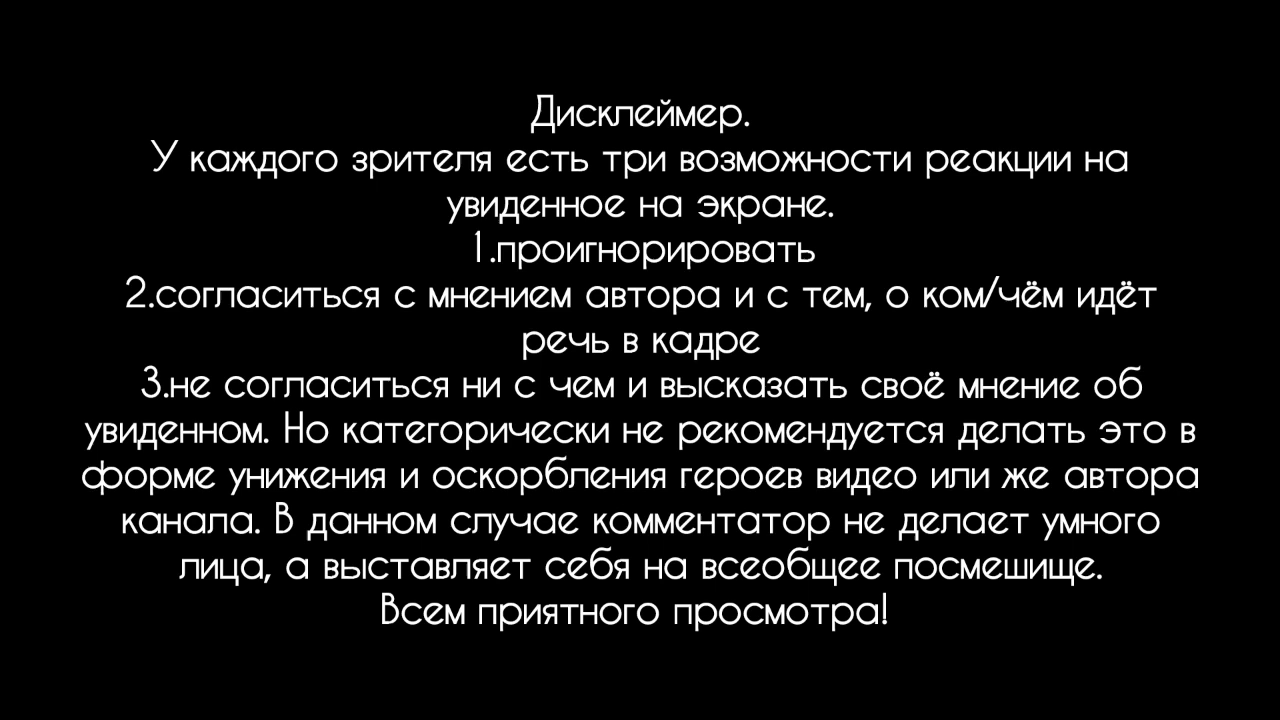 Дисклеймер.
У каждого зрителя есть три возможности реакции на
увиденное на экране.
1.проигнорировать
2.согласиться с мнением автора и с тем, о ком/чём идёт
речь в кадре
3.не согласиться ни с чем и высказать своё мнение об
увиденном. Но категорически не рекомендуется делать это в
форме унижения и оскорбления героев видео или же автора
канала. В данном случае комментатор не делает умного
лица, а выставляет себя на всеобщее посмешище.
Всем приятного просмотра!